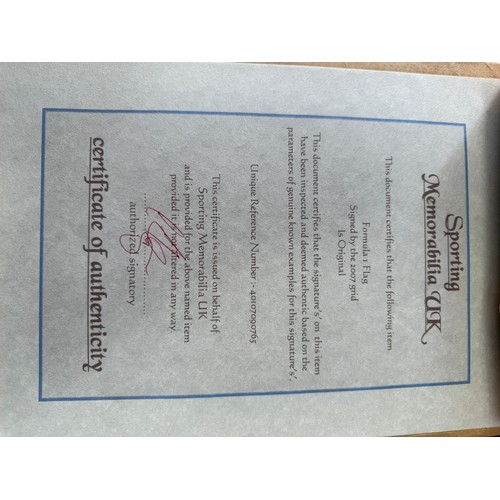 Sporting
Memorabilia UK
This document certifies that the following item
Formula 1 Flag
Signed by the 2007 grid
Is Original
This document certifies that the signature's' on this item
have been inspected and deemed authentic based on the
parameters of genuine known examples for this signature's',
Unique Reference Number :- 40107090765
This certificate is issued on behalf of
Sporting Memorabilia UK
and is provided for the above named item
provided it is not altered in any way.
authorized signatory
certificate of authenticity